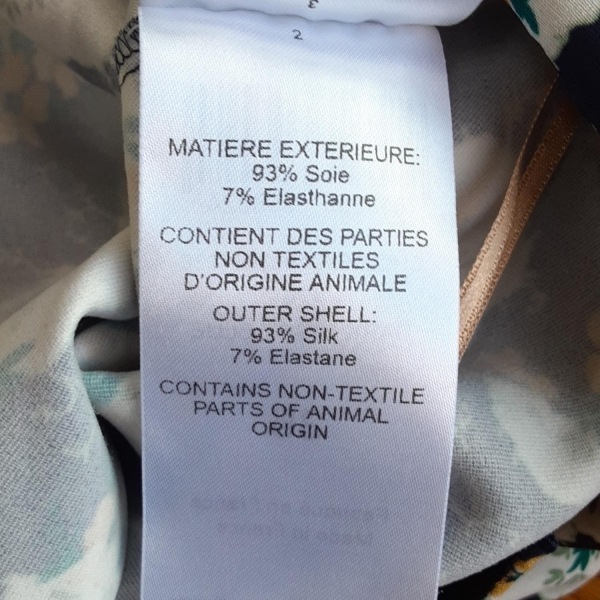 2
MATIERE EXTERIEURE:
93% Soie
7% Elasthanne
CONTIENT DES PARTIES
NON TEXTILES
D'ORIGINE ANIMALE
OUTER SHELL:
93% Silk
7% Elastane
CONTAINS NON-TEXTILE
PARTS OF ANIMAL
ORIGIN